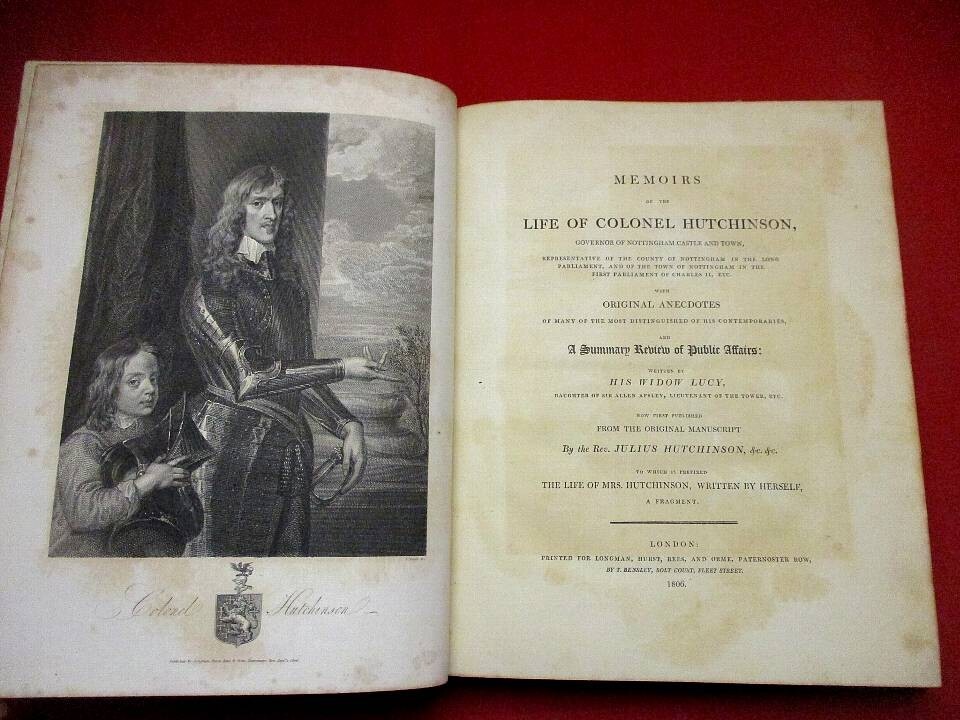 Colonel Hutchinson
MEMOIRS
OF THE
LIFE OF COLONEL HUTCHINSON,
GOVERNOR OF NOTTINGHAM CASTLE AND TOWN,
REPRESENTATIVE OF THE COUNTY OF NOTTINGHAM IN THE LONG
PARLIAMENT, AND OF THE TOWN OF NOTTINGHAM IN THE
FIRST PARLIAMENT OF CHARLES II, ETC.
WITH
ORIGINAL ANECDOTES
OF MANY OF THE MOST DISTINGUISHED OF HIS CONTEMPORARIES,
AND
A Summary Review of Public Affairs:
WRITTEN BY
HIS WIDOW LUCY,
DAUGHTER OF SIR ALLEN APSLEY, LIEUTENANT OF THE TOWER, ETC.
NOW FIRST PUBLISHED
FROM THE ORIGINAL MANUSCRIPT
By the Rev. JULIUS HUTCHINSON, &c. &c.
TO WHICH IS PREFIXED
THE LIFE OF MRS. HUTCHINSON, WRITTEN BY HERSELF,
A FRAGMENT.
LONDON:
PRINTED FOR LONGMAN, HURST, REES, AND ORME, PATERNOSTER ROW,
BY T. BENSLEY, BOLT COURT, FLEET STREET.
1806.